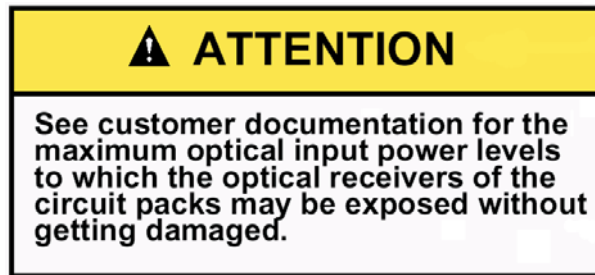 ATTENTION
See customer documentation for the
maximum optical input power levels
to which the optical receivers of the
circuit packs may be exposed without
getting damaged.